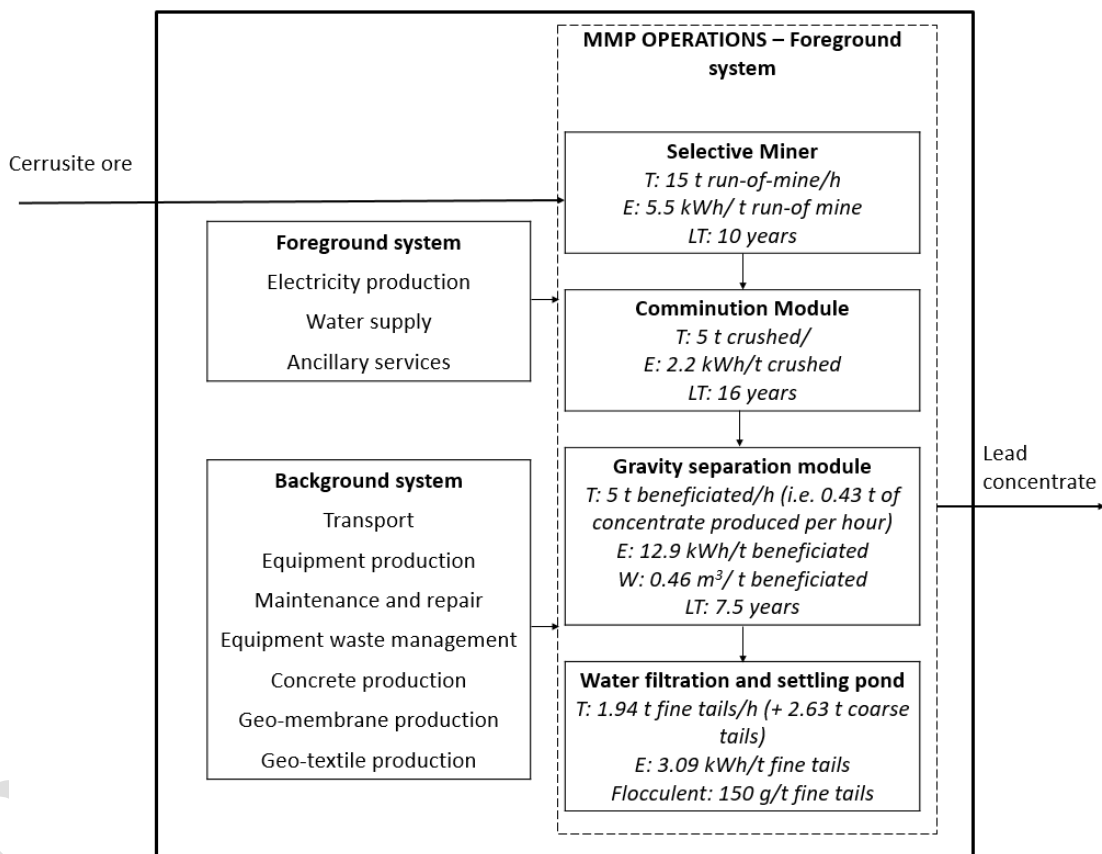 MMP OPERATIONS – Foreground
system
Cerrusite ore
Selective Miner
T: 15 t run-of-mine/h
E: 5.5 kWh/ t run-of mine
LT: 10 years
Foreground system
Electricity production
Water supply
Ancillary services
Comminution Module
T: 5 t crushed/
E: 2.2 kWh/t crushed
LT: 16 years
Gravity separation module
T: 5 t beneficiated/h (i.e. 0.43 t of
concentrate produced per hour)
E: 12.9 kWh/t beneficiated
W: 0.46 m³/ t beneficiated
LT: 7.5 years
Lead
concentrate
Background system
Transport
Equipment production
Maintenance and repair
Equipment waste management
Concrete production
Geo-membrane production
Geo-textile production
Water filtration and settling pond
T: 1.94 t fine tails/h (+ 2.63 t coarse
tails)
E: 3.09 kWh/t fine tails
Flocculent: 150 g/t fine tails